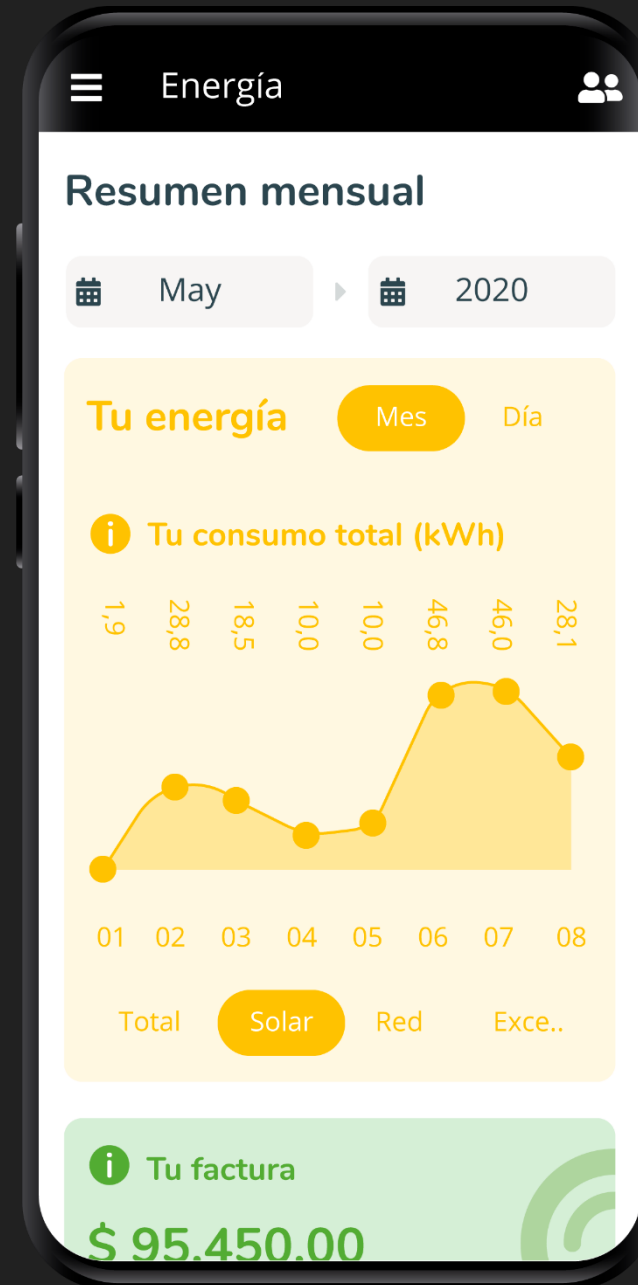 Energía
Resumen mensual
May 2020
Tu energía Mes Día
Tu consumo total (kWh)
1,9 28,8 18,5 10,0 10,0 46,8 46,0 28,1
01 02 03 04 05 06 07 08
Total Solar Red Exce..
Tu factura
$ 95.450.00